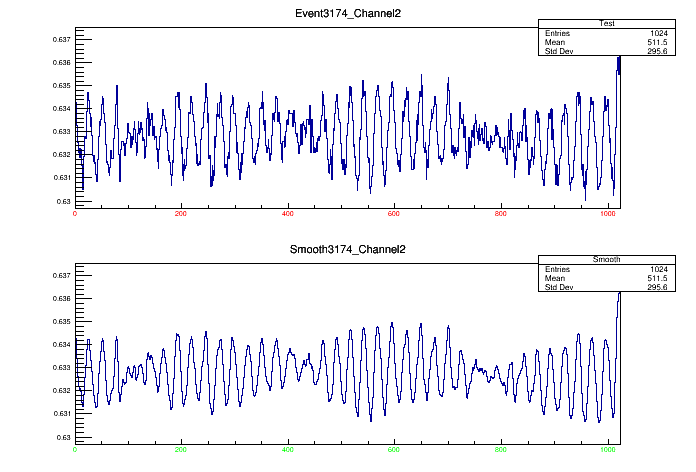 Event3174_Channel2
Test
Entries 1024
Mean 511.5
Std Dev 295.6
0.637
0.636
0.635
0.634
0.633
0.632
0.631
0.63
0 200 400 600 800 1000
Smooth3174_Channel2
Smooth
Entries 1024
Mean 511.5
Std Dev 295.6
0.637
0.636
0.635
0.634
0.633
0.632
0.631
0.63
0 200 400 600 800 1000